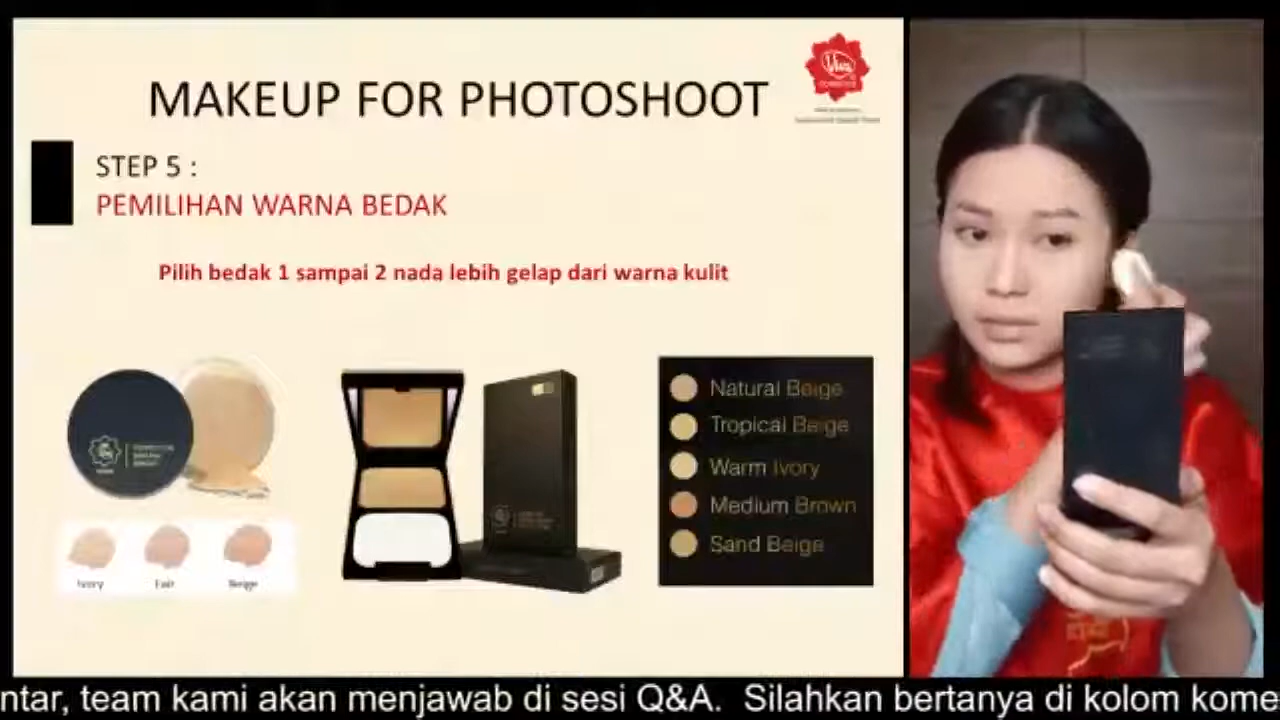 MAKEUP FOR PHOTOSHOOT
Viva
COSMETICS
STEP 5 :
PEMILIHAN WARNA BEDAK
Pilih bedak 1 sampai 2 nada lebih gelap dari warna kulit
Natural Beige
Tropical Beige
Warm Ivory
Medium Brown
Sand Beige
Ivory
Fair
Beige
ntar, team kami akan menjawab di sesi Q&A. Silahkan bertanya di kolom kome